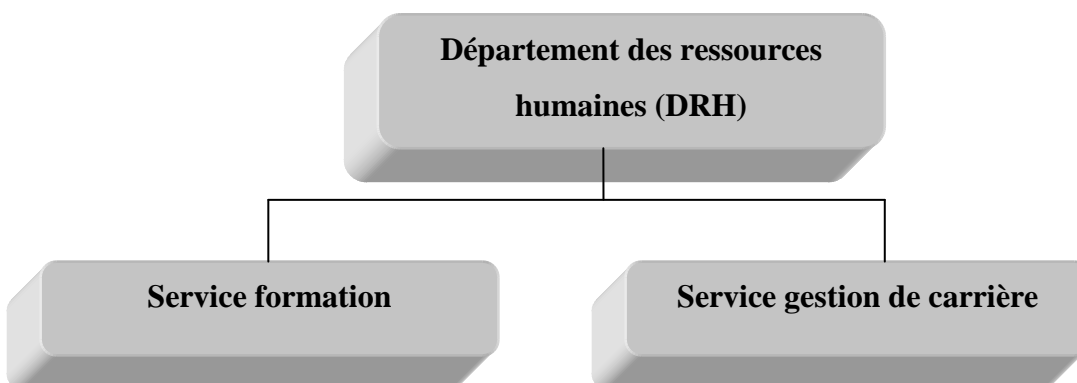 Département des ressources
humaines (DRH)
Service formation
Service gestion de carrière